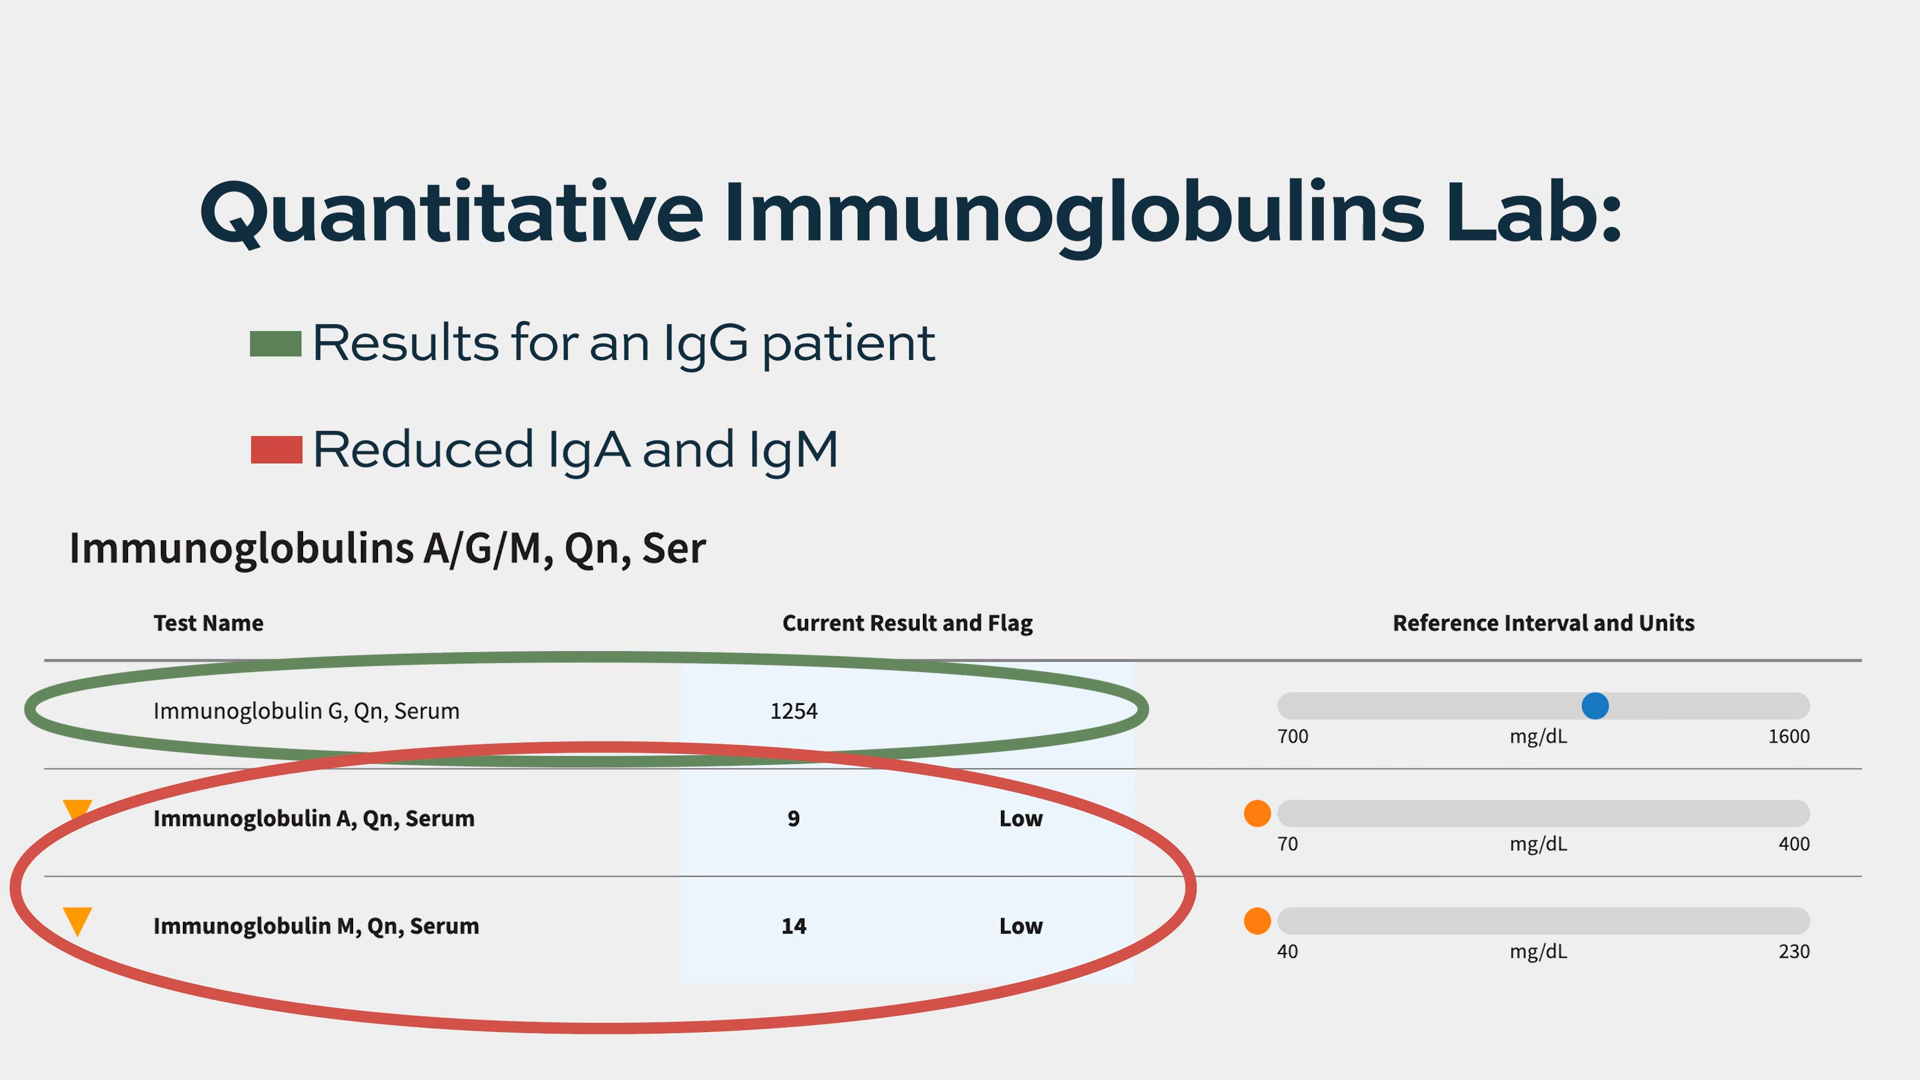 Quantitative Immunoglobulins Lab:
Results for an IgG patient
Reduced IgA and IgM
Immunoglobulins A/G/M, Qn, Ser
Test Name Current Result and Flag Reference Interval and Units
Immunoglobulin G, Qn, Serum 1254
700 mg/dL 1600
Immunoglobulin A, Qn, Serum 9 Low
70 mg/dL 400
Immunoglobulin M, Qn, Serum 14 Low
40 mg/dL 230